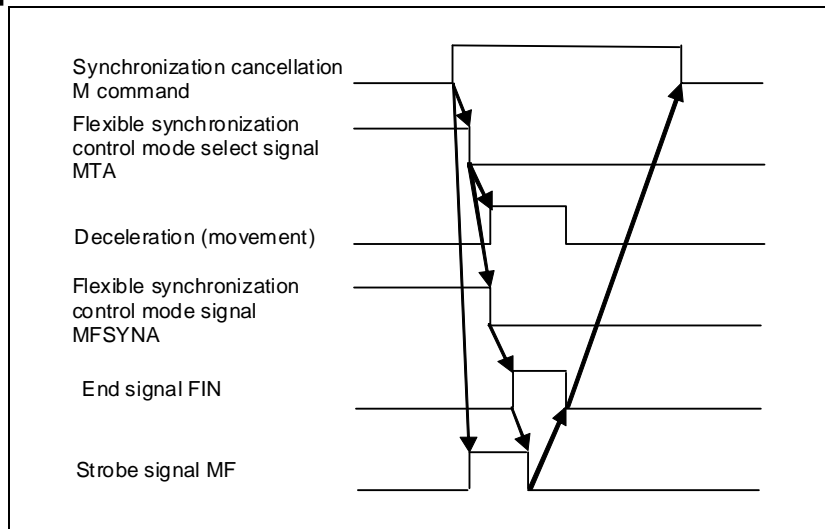 Synchronization cancellation
M command
Flexible synchronization
control mode select signal
MTA
Deceleration (movement)
Flexible synchronization
control mode signal
MFSYNA
End signal FIN
Strobe signal MF